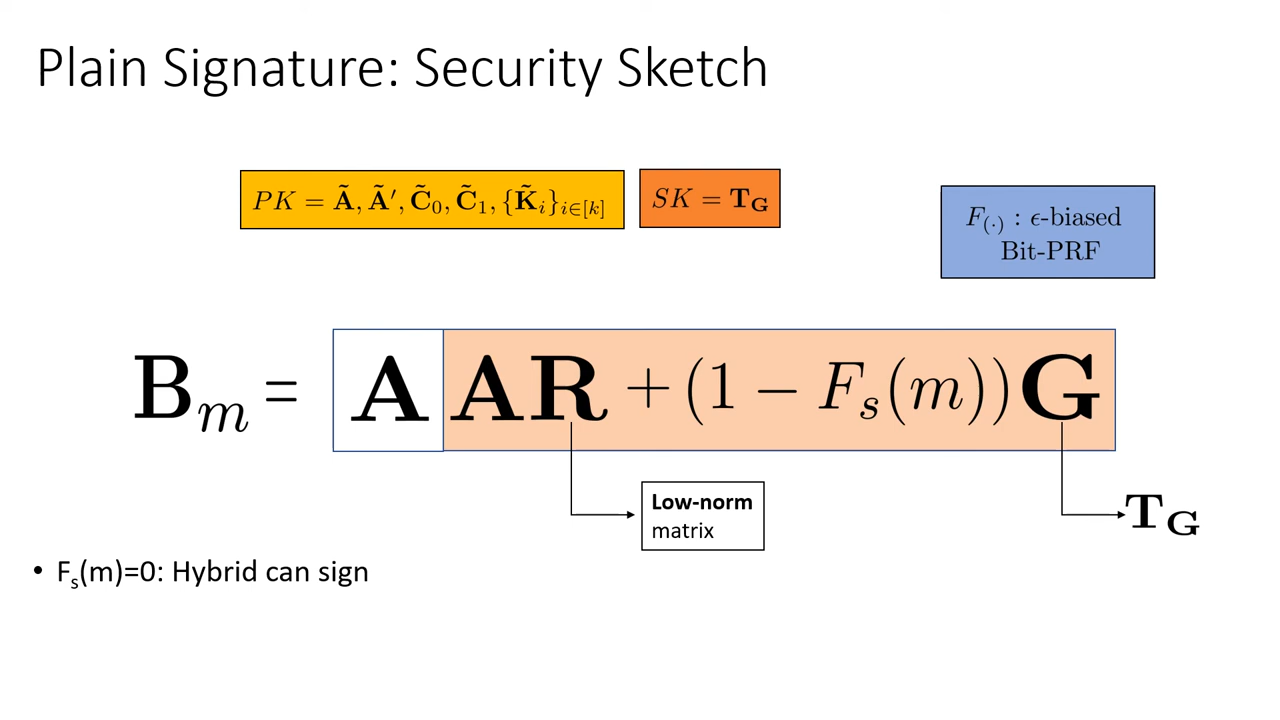 Plain Signature: Security Sketch
PK = Ã, Ã′, C̃₀, C̃₁, {K̃ᵢ}ᵢ∈[k]
SK = T_G
F₍.₎ : ϵ-biased
Bit-PRF
B_m = A AR + (1 − F_s(m))G
Low-norm
matrix
T_G
• F_s(m)=0: Hybrid can sign